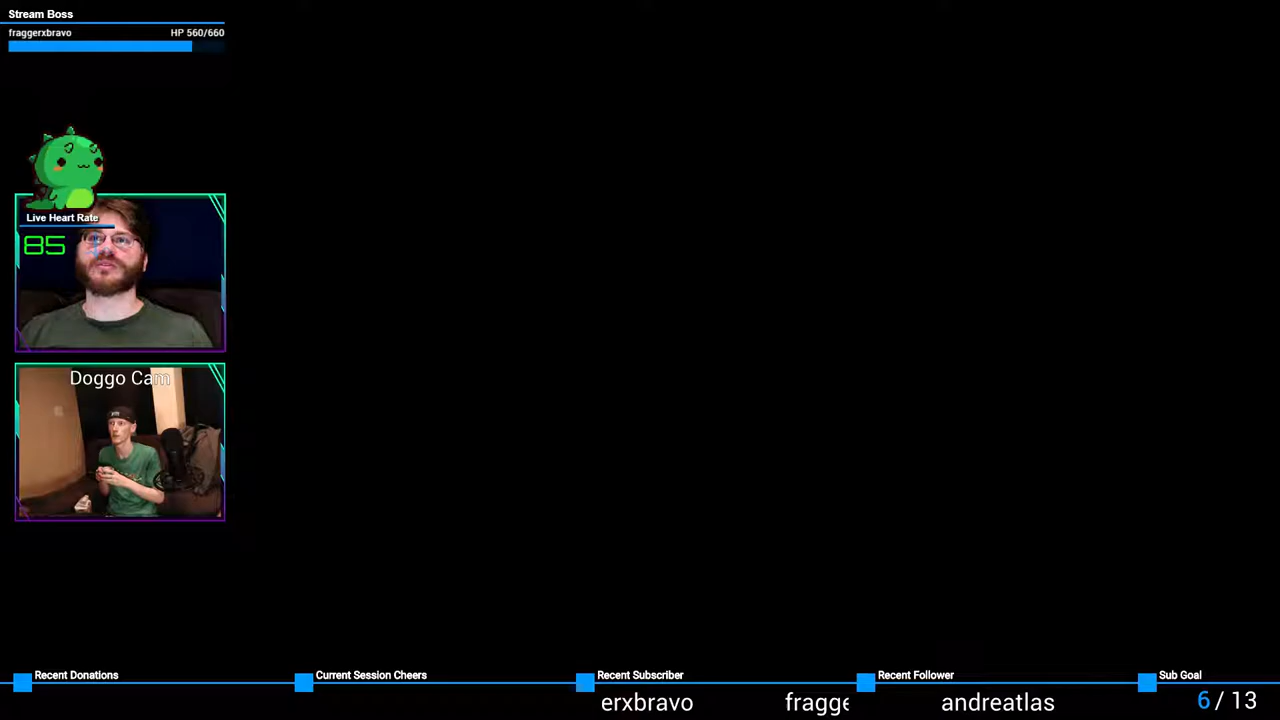 Stream Boss
fraggerxbravo HP 560/660
Live Heart Rate
85
Doggo Cam
Recent Donations
Current Session Cheers
Recent Subscriber
erxbravo fragge
Recent Follower
andreatlas
Sub Goal
6 / 13